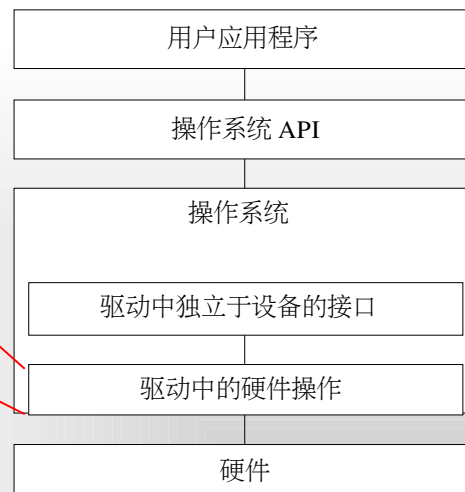 用户应用程序
操作系统 API
操作系统
驱动中独立于设备的接口
驱动中的硬件操作
硬件